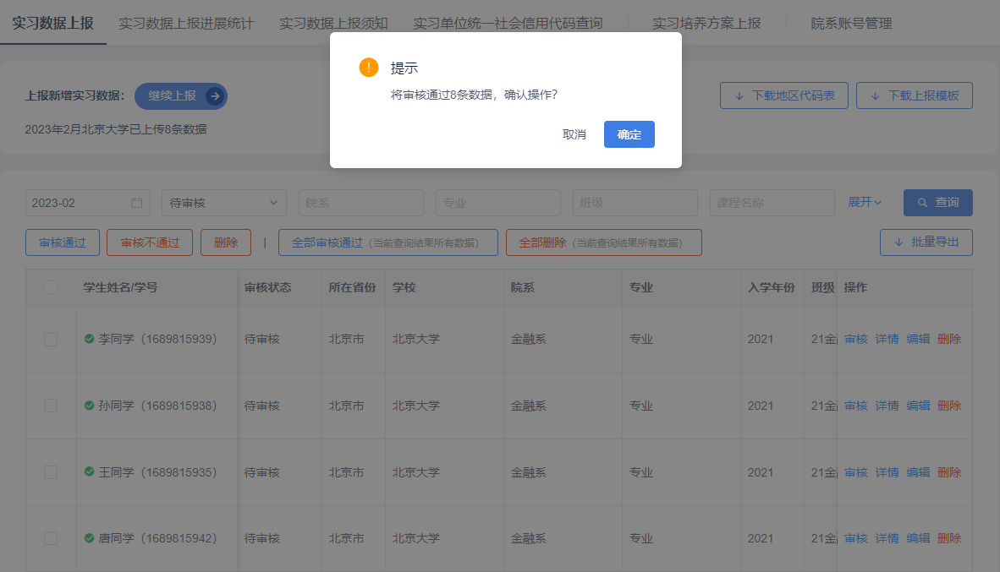 实习数据上报 实习数据上报进展统计 实习数据上报须知 实习单位统一社会信用代码查询 实习培养方案上报 院系账号管理
提示
将审核通过8条数据，确认操作？
取消 确定
上报新增实习数据： 继续上报 下载地区代码表 下载上报模板
2023年2月北京大学已上传8条数据
2023-02 待审核 院系 专业 班级 课程名称 展开 查询
审核通过 审核不通过 删除 | 全部审核通过（当前查询结果所有数据） 全部删除（当前查询结果所有数据） 批量导出
学生姓名/学号 审核状态 所在省份 学校 院系 专业 入学年份 班级 操作
李同学（1689815939） 待审核 北京市 北京大学 金融系 专业 2021 21金 审核 详情 编辑 删除
孙同学（1689815938） 待审核 北京市 北京大学 金融系 专业 2021 21金 审核 详情 编辑 删除
王同学（1689815935） 待审核 北京市 北京大学 金融系 专业 2021 21金 审核 详情 编辑 删除
唐同学（1689815942） 待审核 北京市 北京大学 金融系 专业 2021 21金 审核 详情 编辑 删除